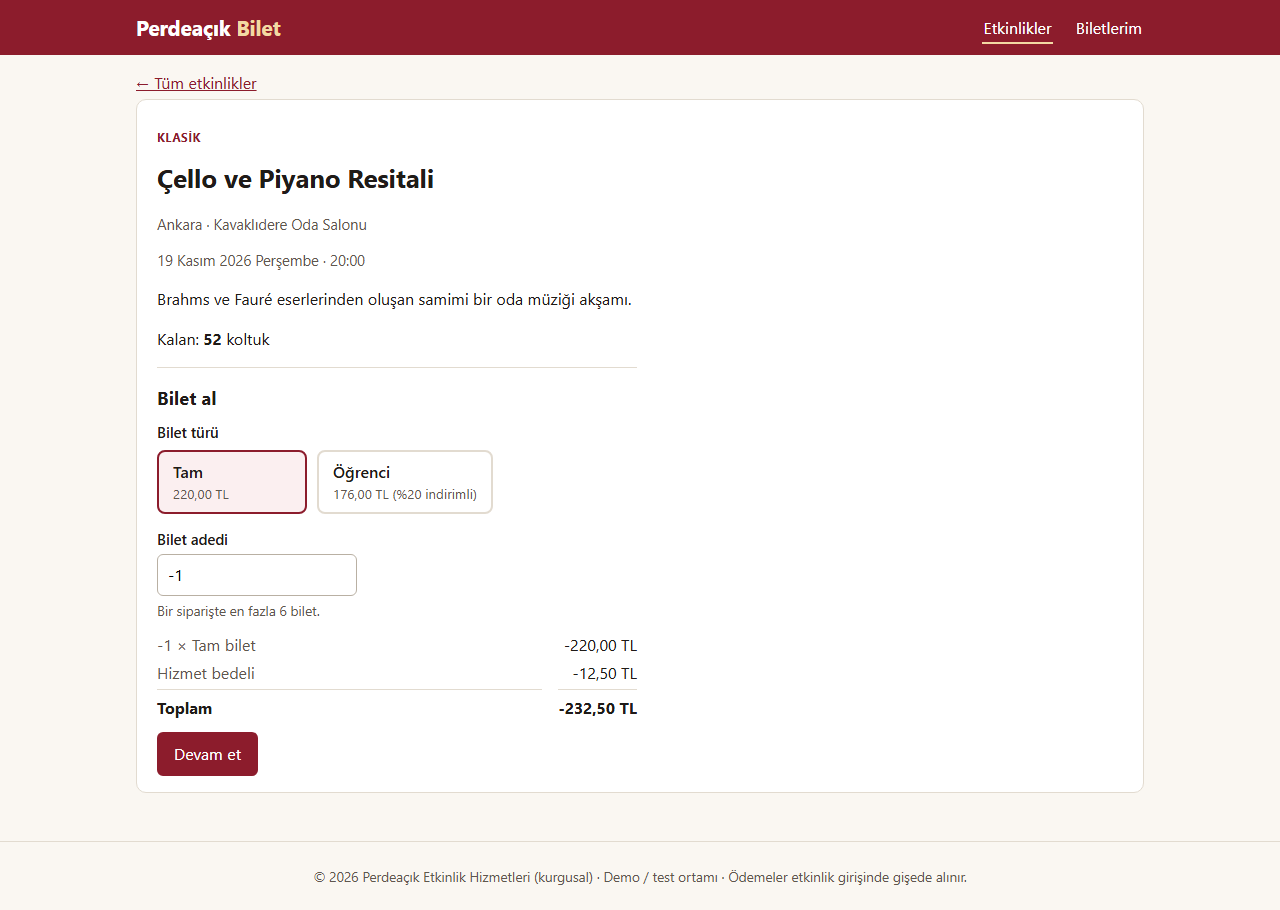 Perdeaçık Bilet
Etkinlikler
Biletlerim
← Tüm etkinlikler
KLASİK
Çello ve Piyano Resitali
Ankara · Kavaklıdere Oda Salonu
19 Kasım 2026 Perşembe · 20:00
Brahms ve Fauré eserlerinden oluşan samimi bir oda müziği akşamı.
Kalan: 52 koltuk
Bilet al
Bilet türü
Tam
220,00 TL
Öğrenci
176,00 TL (%20 indirimli)
Bilet adedi
-1
Bir siparişte en fazla 6 bilet.
-1 × Tam bilet -220,00 TL
Hizmet bedeli -12,50 TL
Toplam -232,50 TL
Devam et
© 2026 Perdeaçık Etkinlik Hizmetleri (kurgusal) · Demo / test ortamı · Ödemeler etkinlik girişinde gişede alınır.